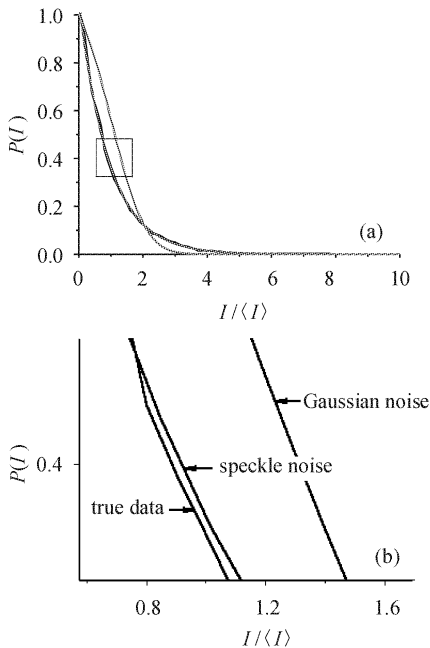 1.0
0.8
0.6
0.4
0.2
0.0
P(I)
(a)
0 2 4 6 8 10
I/⟨I⟩
P(I)
0.4
Gaussian noise
speckle noise
true data
(b)
0.8 1.2 1.6
I/⟨I⟩